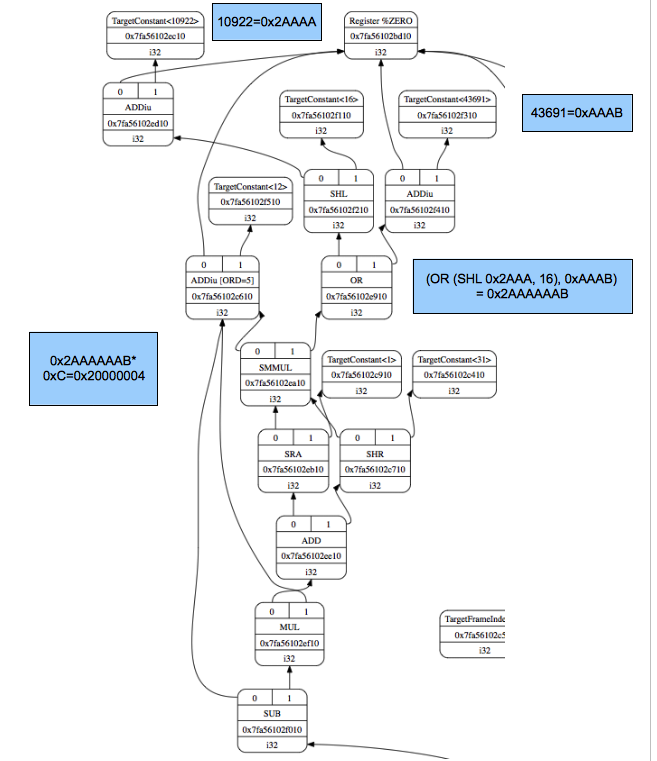 TargetConstant<10922>
0x7fa56102ec10
i32
10922=0x2AAAA
Register %ZERO
0x7fa56102bd10
i32
0 1
ADDiu
0x7fa56102ed10
i32
TargetConstant<16>
0x7fa56102f110
i32
TargetConstant<43691>
0x7fa56102f310
i32
43691=0xAAAB
TargetConstant<12>
0x7fa56102f510
i32
0 1
SHL
0x7fa56102f210
i32
0 1
ADDiu
0x7fa56102f410
i32
0 1
ADDiu [ORD=5]
0x7fa56102c610
i32
0 1
OR
0x7fa56102e910
i32
(OR (SHL 0x2AAA, 16), 0xAAAB)
= 0x2AAAAAAB
0x2AAAAAAB*
0xC=0x20000004
0 1
SMMUL
0x7fa56102ea10
i32
TargetConstant<1>
0x7fa56102c910
i32
TargetConstant<31>
0x7fa56102c410
i32
0 1
SRA
0x7fa56102eb10
i32
0 1
SHR
0x7fa56102c710
i32
0 1
ADD
0x7fa56102ee10
i32
0 1
MUL
0x7fa56102ef10
i32
TargetFrameInde
0x7fa56102c5
i32
0 1
SUB
0x7fa56102f010
i32